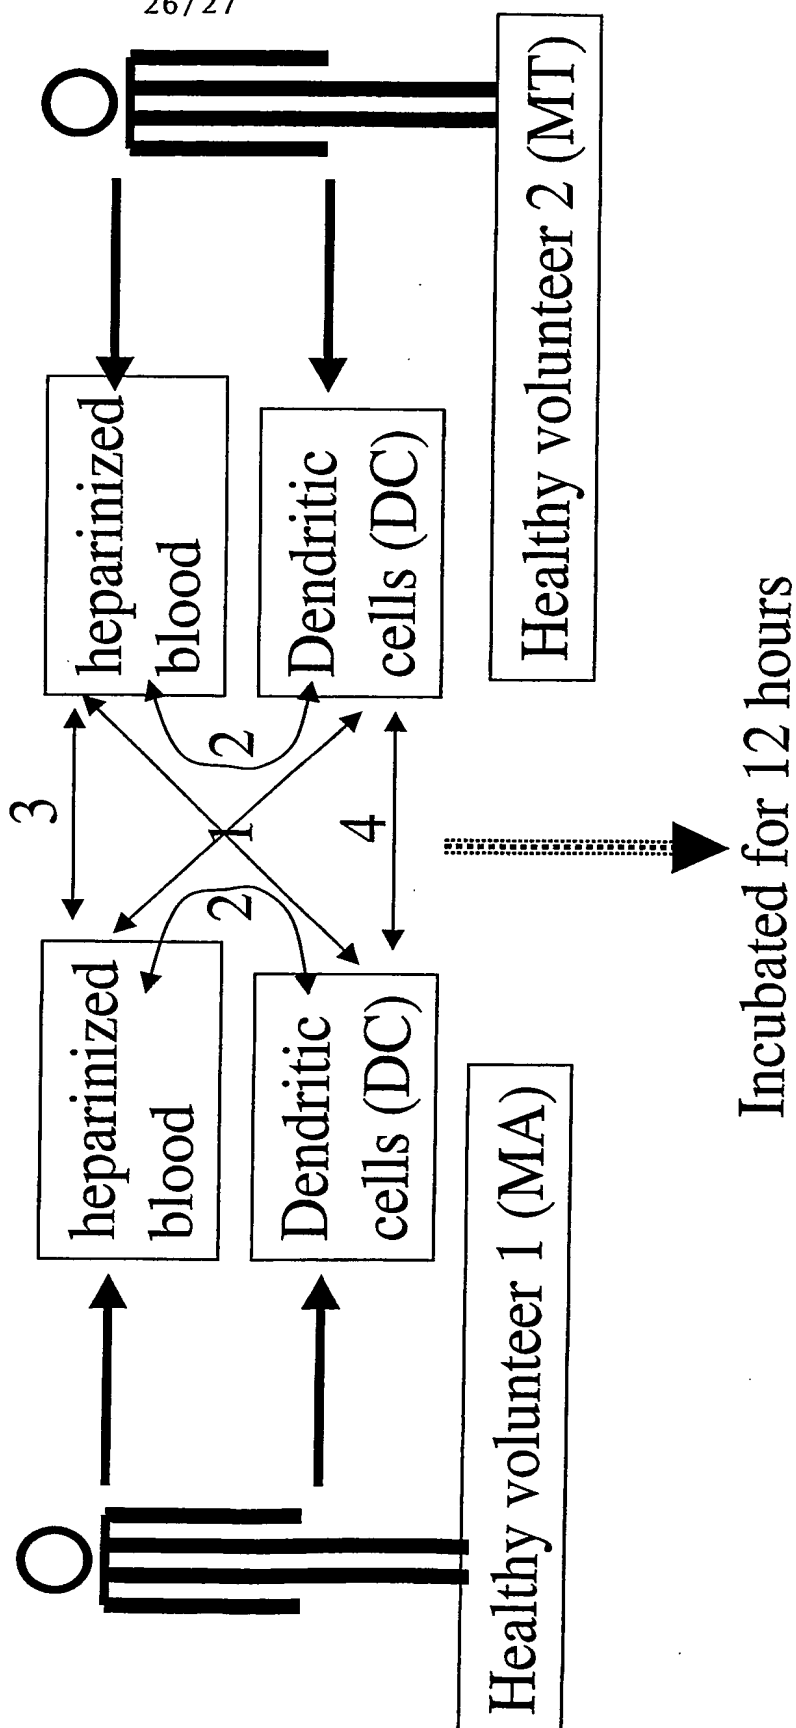 26/27
3
heparinized
blood
heparinized
blood
2
2
1
Dendritic
cells (DC)
4
Dendritic
cells (DC)
Healthy volunteer 1 (MA)
Healthy volunteer 2 (MT)
Incubated for 12 hours